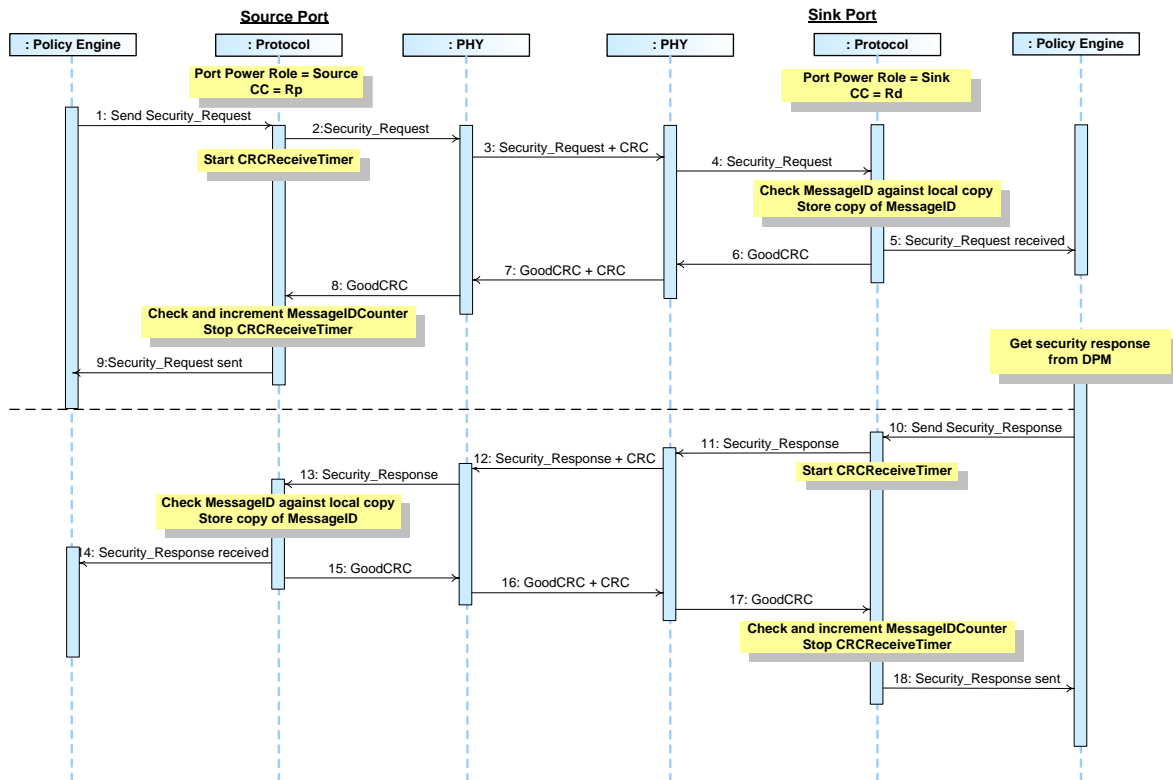 Source Port
Sink Port
: Policy Engine
: Protocol
: PHY
: PHY
: Protocol
: Policy Engine
Port Power Role = Source
CC = Rp
Port Power Role = Sink
CC = Rd
1: Send Security_Request
2:Security_Request
3: Security_Request + CRC
4: Security_Request
Start CRCReceiveTimer
Check MessageID against local copy
Store copy of MessageID
5: Security_Request received
6: GoodCRC
7: GoodCRC + CRC
8: GoodCRC
Check and increment MessageIDCounter
Stop CRCReceiveTimer
9:Security_Request sent
Get security response
from DPM
10: Send Security_Response
11: Security_Response
12: Security_Response + CRC
13: Security_Response
Start CRCReceiveTimer
Check MessageID against local copy
Store copy of MessageID
14: Security_Response received
15: GoodCRC
16: GoodCRC + CRC
17: GoodCRC
Check and increment MessageIDCounter
Stop CRCReceiveTimer
18: Security_Response sent